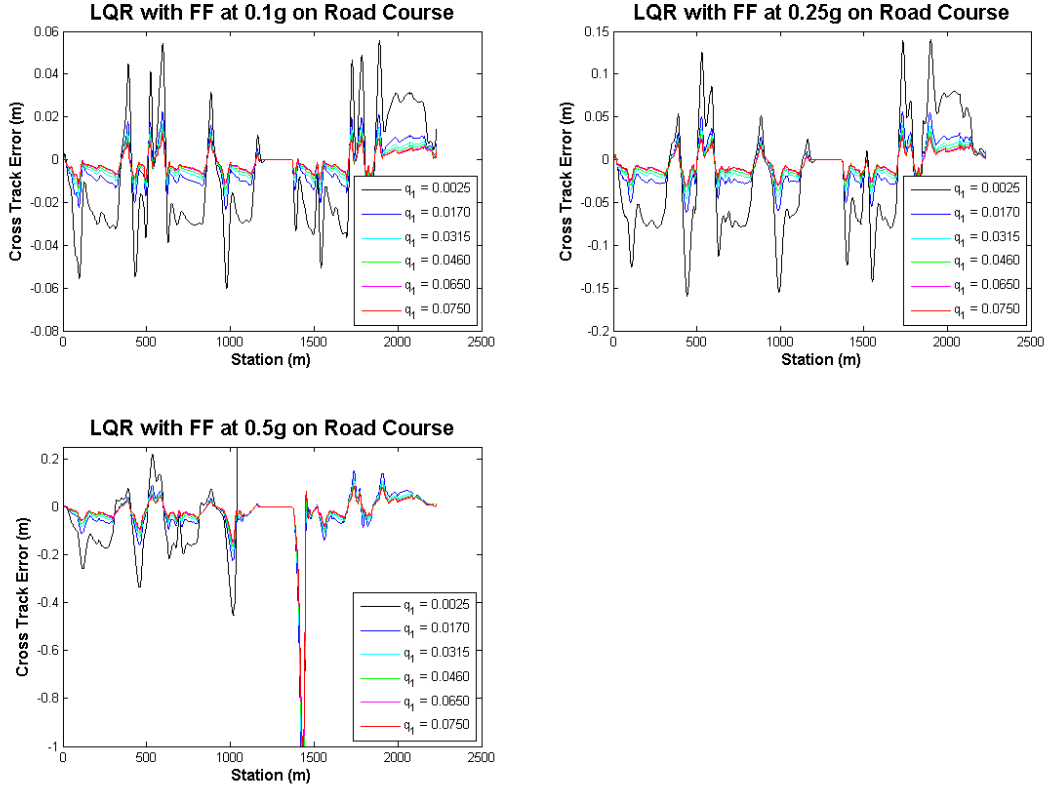 LQR with FF at 0.1g on Road Course
Cross Track Error (m)
0.06
0.04
0.02
0
-0.02
-0.04
-0.06
-0.08
q1 = 0.0025
q1 = 0.0170
q1 = 0.0315
q1 = 0.0460
q1 = 0.0650
q1 = 0.0750
0 500 1000 1500 2000 2500
Station (m)
LQR with FF at 0.25g on Road Course
Cross Track Error (m)
0.15
0.1
0.05
0
-0.05
-0.1
-0.15
-0.2
q1 = 0.0025
q1 = 0.0170
q1 = 0.0315
q1 = 0.0460
q1 = 0.0650
q1 = 0.0750
0 500 1000 1500 2000 2500
Station (m)
LQR with FF at 0.5g on Road Course
Cross Track Error (m)
0.2
0
-0.2
-0.4
-0.6
-0.8
-1
q1 = 0.0025
q1 = 0.0170
q1 = 0.0315
q1 = 0.0460
q1 = 0.0650
q1 = 0.0750
0 500 1000 1500 2000 2500
Station (m)